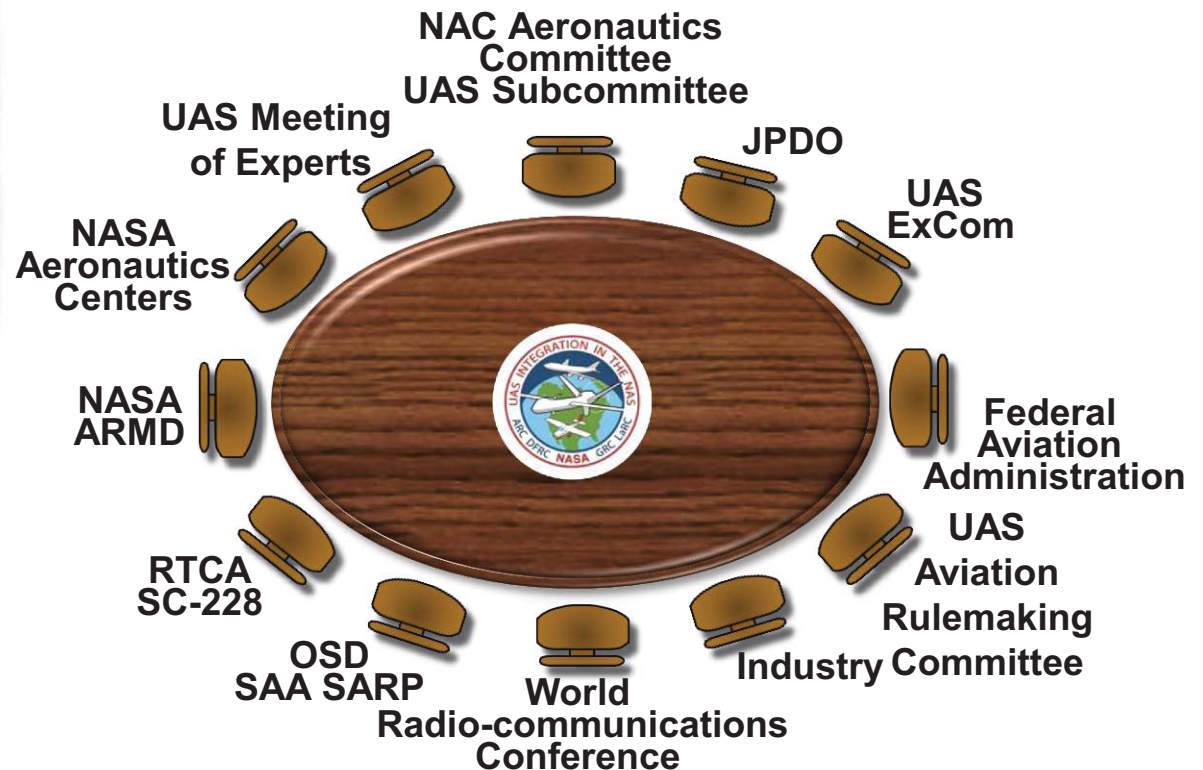 NAC Aeronautics
Committee
UAS Subcommittee
UAS Meeting
of Experts
JPDO
UAS
ExCom
NASA
Aeronautics
Centers
NASA
ARMD
UAS INTEGRATION IN THE NAS
ARC DFRC NASA GRC LaRC
Federal
Aviation
Administration
UAS
Aviation
Rulemaking
Committee
RTCA
SC-228
OSD
SAA SARP
World
Radio-communications
Conference
Industry